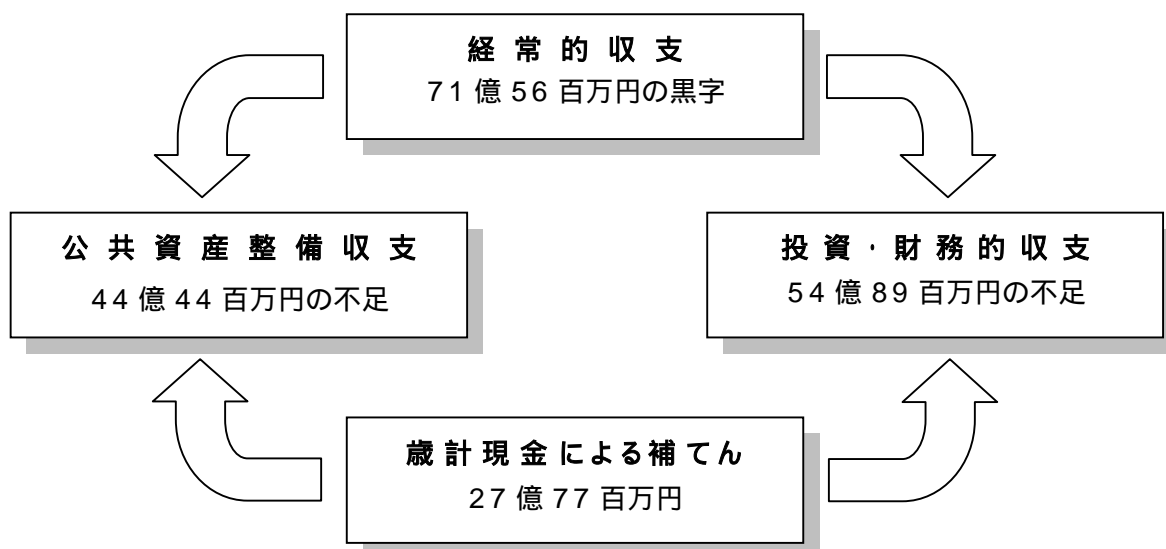 経常的収支
71億56百万円の黒字
公共資産整備収支
44億44百万円の不足
投資・財務的収支
54億89百万円の不足
歳計現金による補てん
27億77百万円